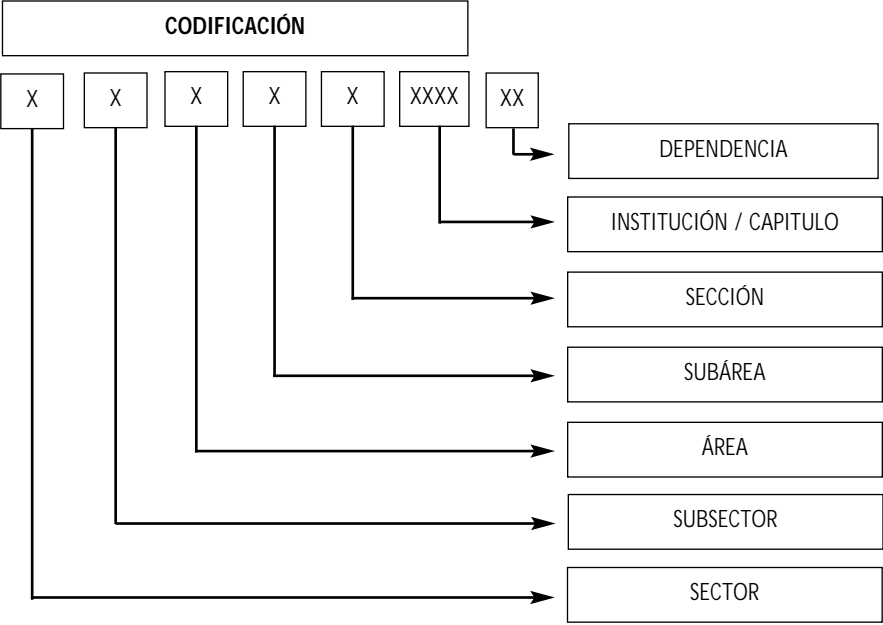 CODIFICACIÓN
X X X X X XXXX XX
DEPENDENCIA
INSTITUCIÓN / CAPITULO
SECCIÓN
SUBÁREA
ÁREA
SUBSECTOR
SECTOR